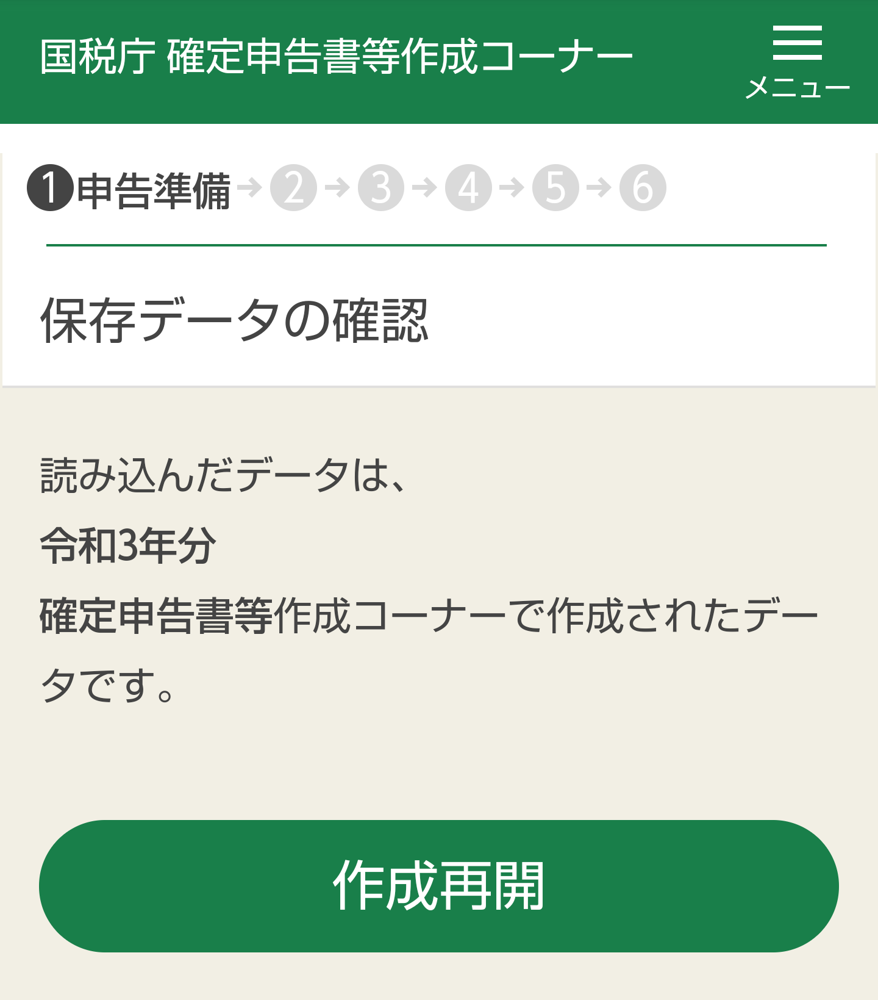 国税庁 確定申告書等作成コーナー
メニュー
1申告準備→2→3→4→5→6
保存データの確認
読み込んだデータは、
令和3年分
確定申告書等作成コーナーで作成されたデー
タです。
作成再開